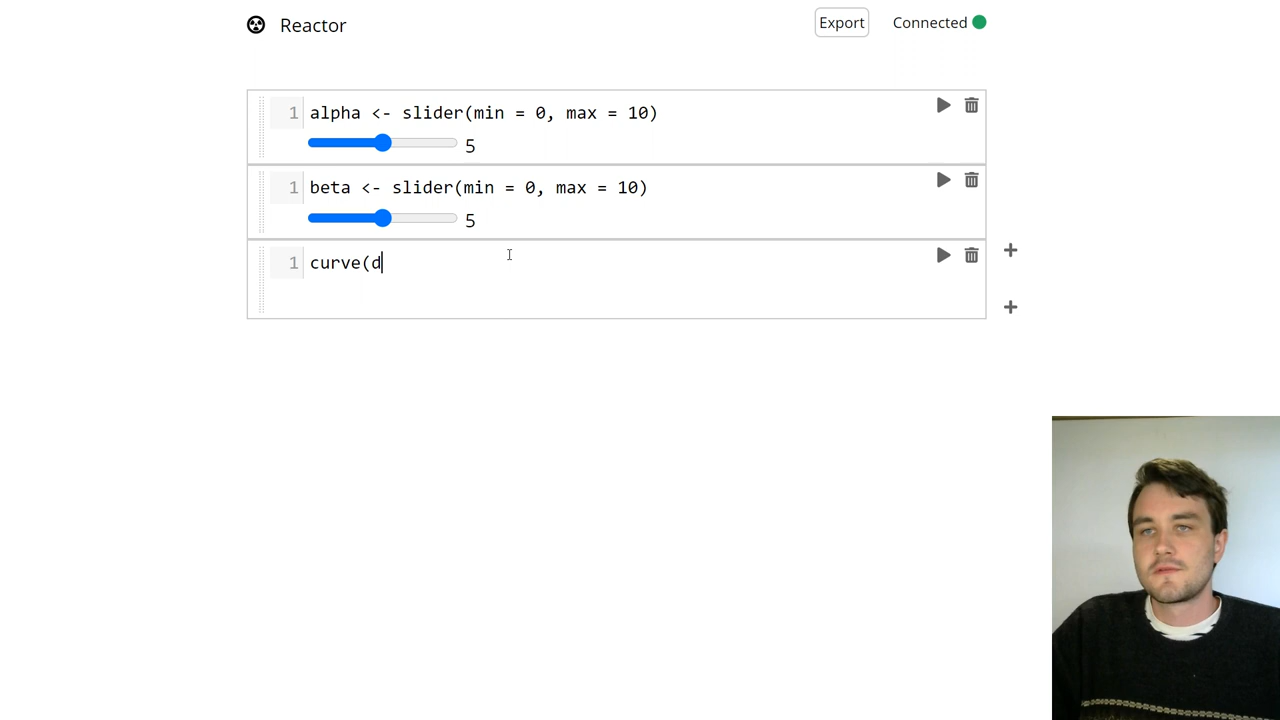 Reactor
Export
Connected
1 alpha <- slider(min = 0, max = 10)
5
1 beta <- slider(min = 0, max = 10)
5
1 curve(d